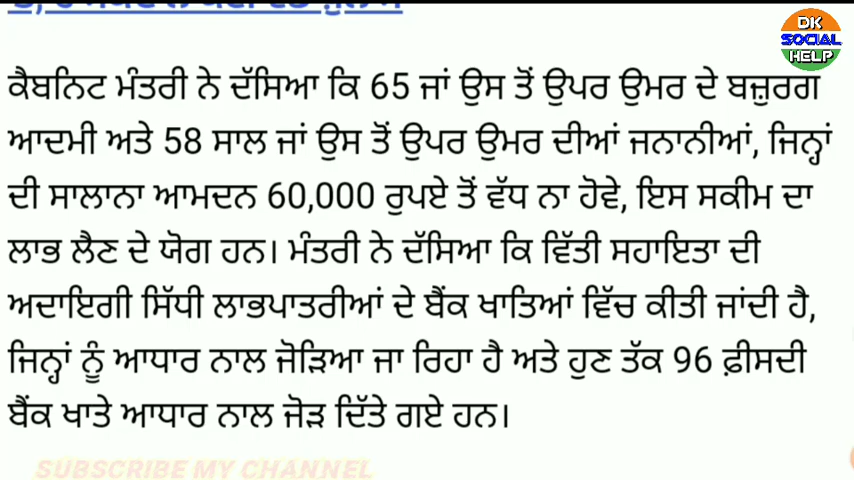 DK
SOCIAL
HELP
ਕੈਬਨਿਟ ਮੰਤਰੀ ਨੇ ਦੱਸਿਆ ਕਿ 65 ਜਾਂ ਉਸ ਤੋਂ ਉਪਰ ਉਮਰ ਦੇ ਬਜ਼ੁਰਗ
ਆਦਮੀ ਅਤੇ 58 ਸਾਲ ਜਾਂ ਉਸ ਤੋਂ ਉਪਰ ਉਮਰ ਦੀਆਂ ਜਨਾਨੀਆਂ, ਜਿਨ੍ਹਾਂ
ਦੀ ਸਾਲਾਨਾ ਆਮਦਨ 60,000 ਰੁਪਏ ਤੋਂ ਵੱਧ ਨਾ ਹੋਵੇ, ਇਸ ਸਕੀਮ ਦਾ
ਲਾਭ ਲੈਣ ਦੇ ਯੋਗ ਹਨ। ਮੰਤਰੀ ਨੇ ਦੱਸਿਆ ਕਿ ਵਿੱਤੀ ਸਹਾਇਤਾ ਦੀ
ਅਦਾਇਗੀ ਸਿੱਧੀ ਲਾਭਪਾਤਰੀਆਂ ਦੇ ਬੈਂਕ ਖਾਤਿਆਂ ਵਿੱਚ ਕੀਤੀ ਜਾਂਦੀ ਹੈ,
ਜਿਨ੍ਹਾਂ ਨੂੰ ਆਧਾਰ ਨਾਲ ਜੋੜਿਆ ਜਾ ਰਿਹਾ ਹੈ ਅਤੇ ਹੁਣ ਤੱਕ 96 ਫ਼ੀਸਦੀ
ਬੈਂਕ ਖਾਤੇ ਆਧਾਰ ਨਾਲ ਜੋੜ ਦਿੱਤੇ ਗਏ ਹਨ।
SUBSCRIBE MY CHANNEL